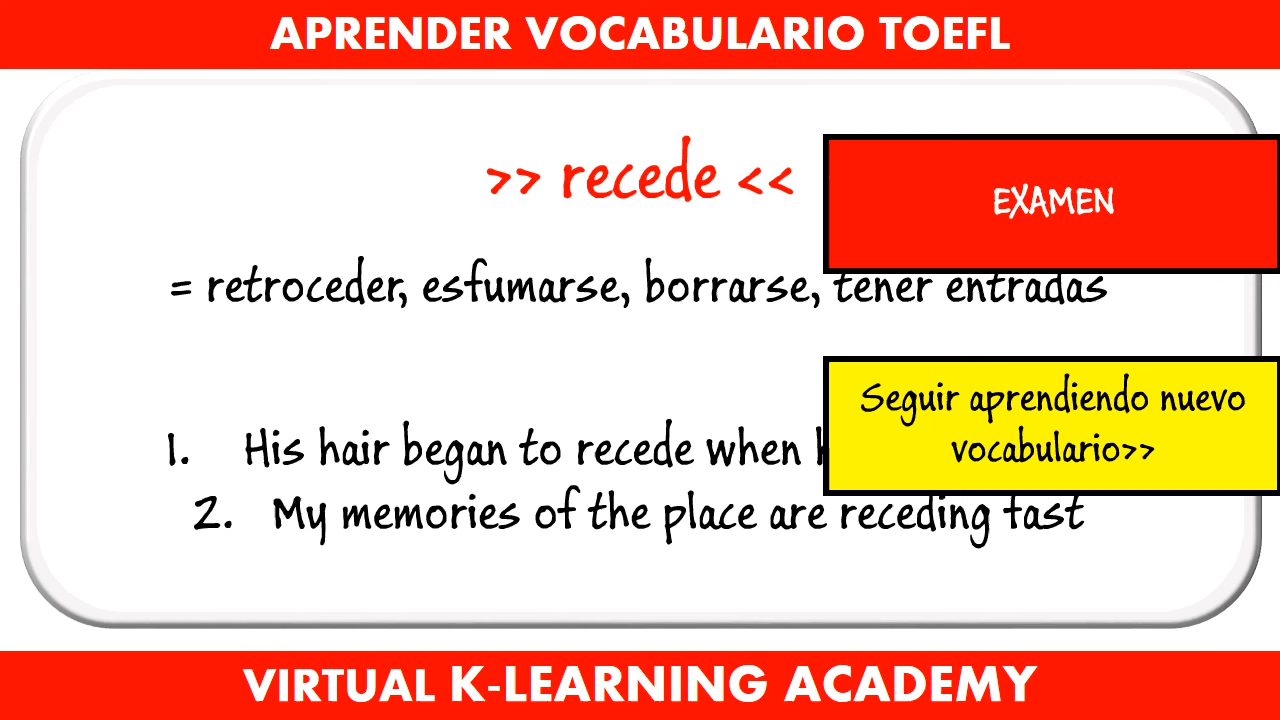 APRENDER VOCABULARIO TOEFL
>> recede <<
EXAMEN
= retroceder, esfumarse, borrarse, tener entradas
Seguir aprendiendo nuevo
vocabulario>>
1. His hair began to recede when
2. My memories of the place are receding fast
VIRTUAL K-LEARNING ACADEMY